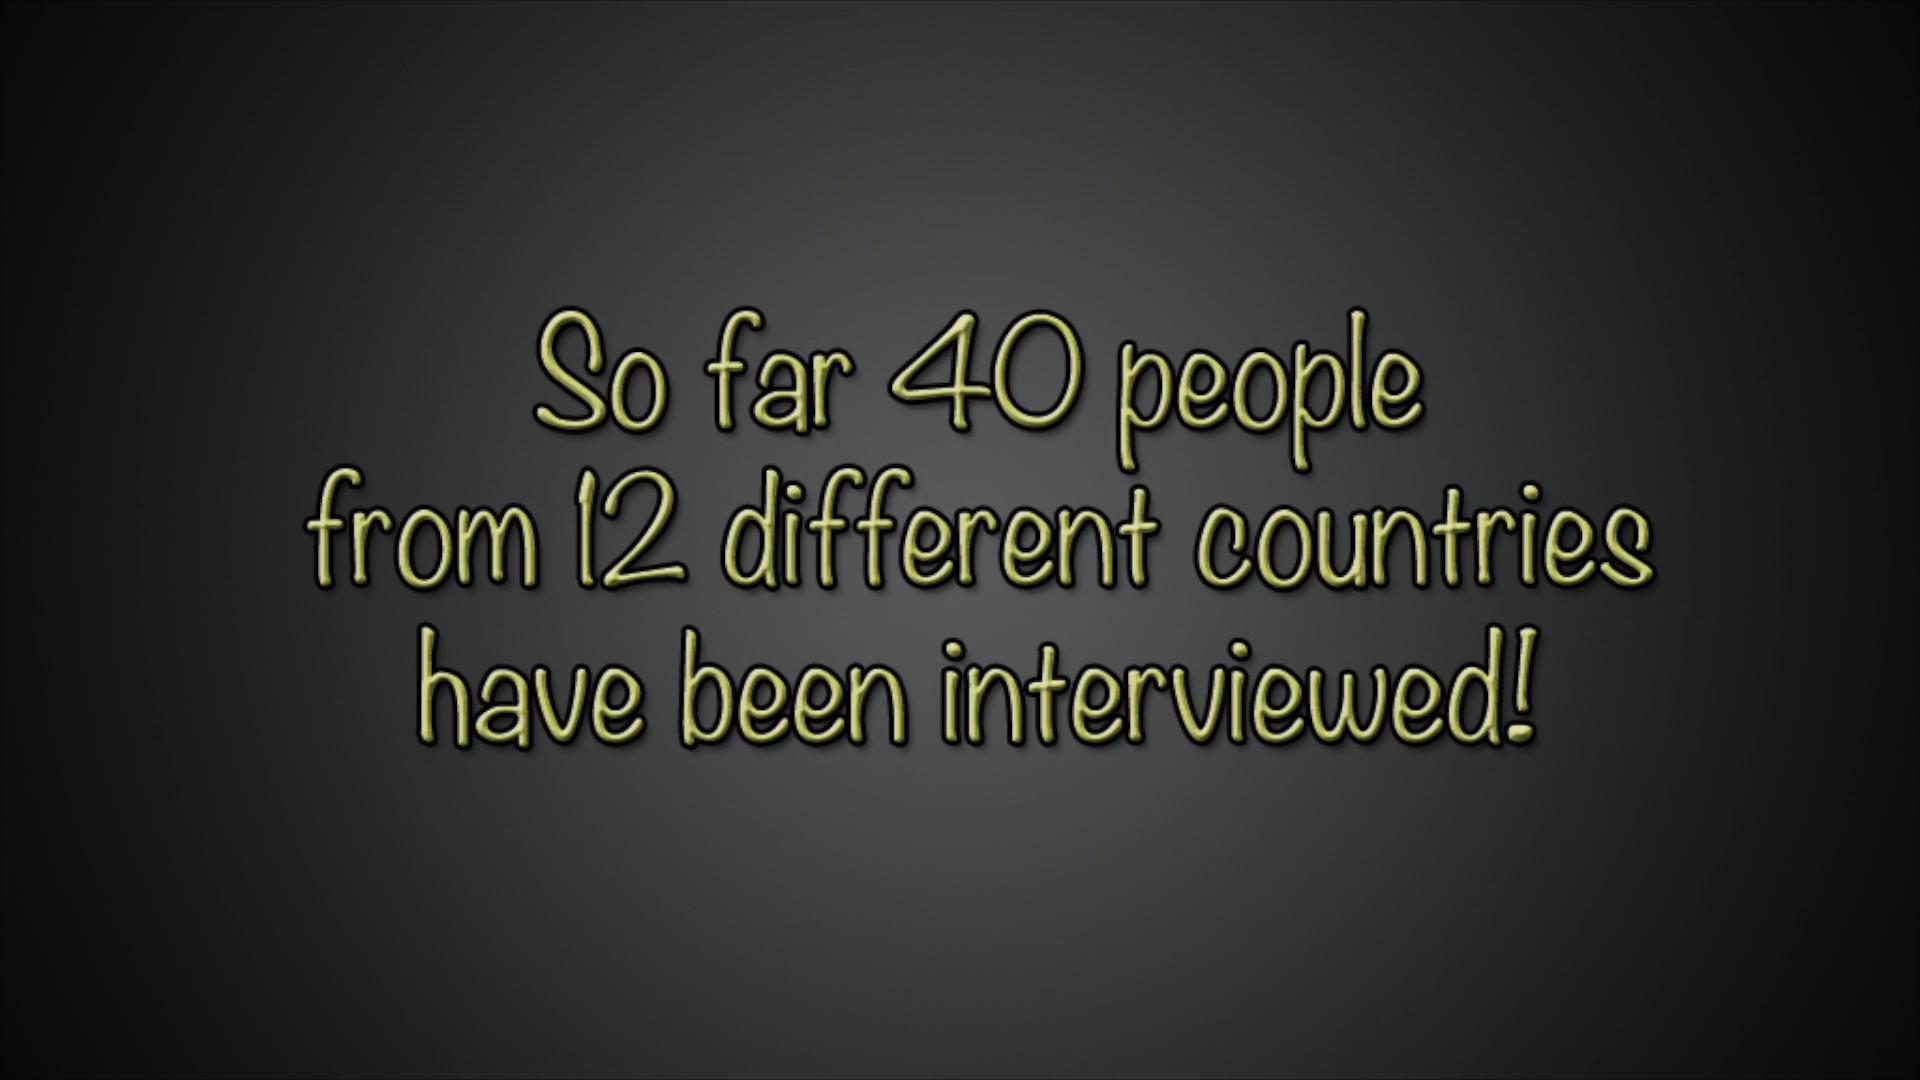 So far 40 people
from 12 different countries
have been interviewed!